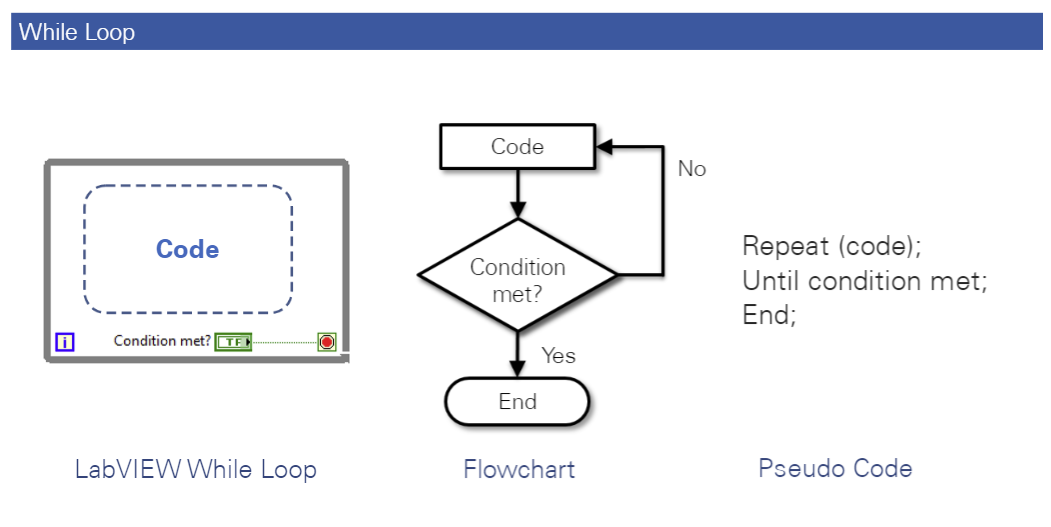 While Loop
Code
i
Condition met? TF
LabVIEW While Loop
Code
No
Condition
met?
Yes
End
Flowchart
Repeat (code);
Until condition met;
End;
Pseudo Code